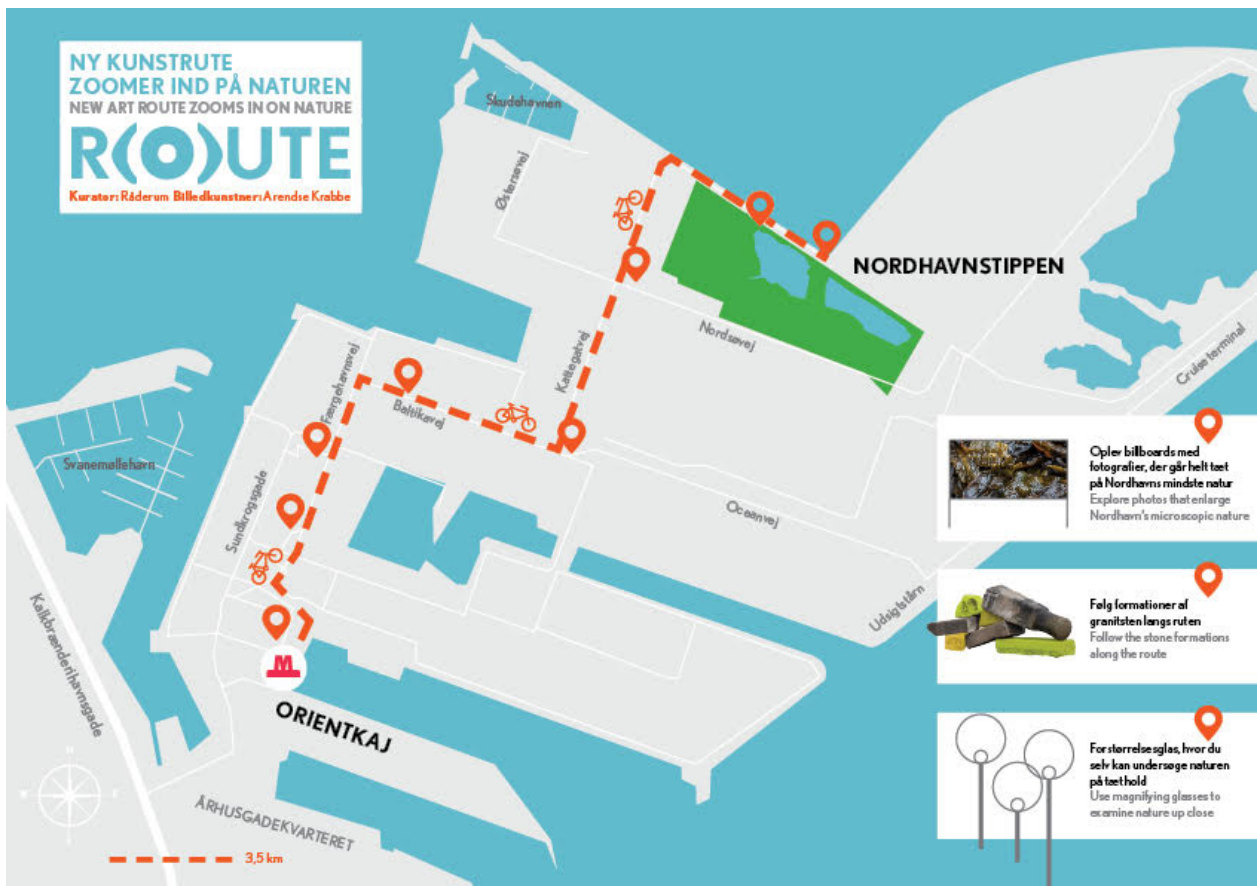 NY KUNSTRUTE
ZOOMER IND PÅ NATUREN
NEW ART ROUTE ZOOMS IN ON NATURE
R(O)UTE
Kurator: Råderum Billedkunstner: Arendse Krabbe
Skudehavnen
Østersøvej
NORDHAVNSTIPPEN
Nordsøvej
Kattegatvej
Cruise terminal
Færgehavnsvej
Baltikavej
Svanemøllehavn
Sundkrogsgade
Oceanvej
Udsigtstårn
Kalkbrænderihavnsgade
M
ORIENTKAJ
ÅRHUSGADEKVARTERET
3,5 km
N
V
E
S
Oplev billboards med
fotografier, der går helt tæt
på Nordhavns mindste natur
Explore photos that enlarge
Nordhavn's microscopic nature
Følg formationer af
granitsten langs ruten
Follow the stone formations
along the route
Forstørrelsesglas, hvor du
selv kan undersøge naturen
på tæt hold
Use magnifying glasses to
examine nature up close